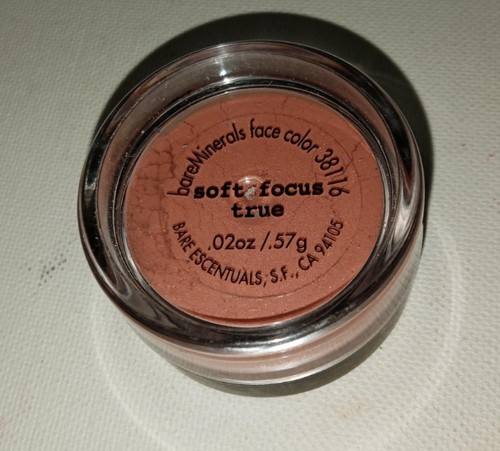 bareMinerals face color 38116
soft focus
true
.02oz /.57g
BARE ESCENTUALS, S.F., CA 94105